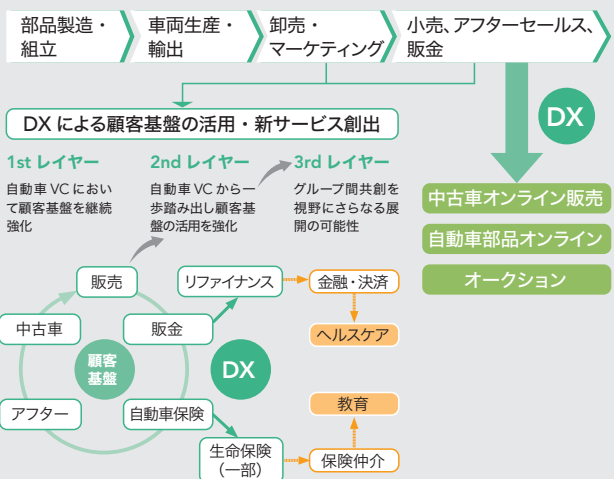 部品製造・
組立
車両生産・
輸出
卸売・
マーケティング
小売、アフターセールス、
板金
DX
DXによる顧客基盤の活用・新サービス創出
1st レイヤー
自動車VCにおい
て顧客基盤を継続
強化
2nd レイヤー
自動車VCから一
歩踏み出し顧客基
盤の活用を強化
3rd レイヤー
グループ間共創を
視野にさらなる展
開の可能性
中古車オンライン販売
自動車部品オンライン
オークション
販売
リファイナンス
金融・決済
中古車
板金
ヘルスケア
顧客
基盤
DX
教育
アフター
自動車保険
生命保険
（一部）
保険仲介